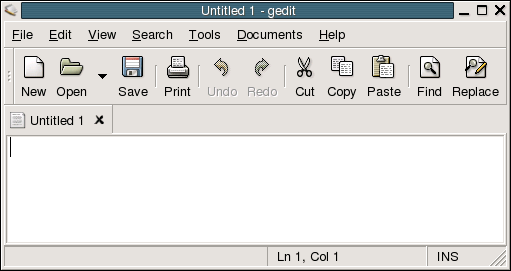 Untitled 1 - gedit
File Edit View Search Tools Documents Help
New Open Save Print Undo Redo Cut Copy Paste Find Replace
Untitled 1
Ln 1, Col 1 INS